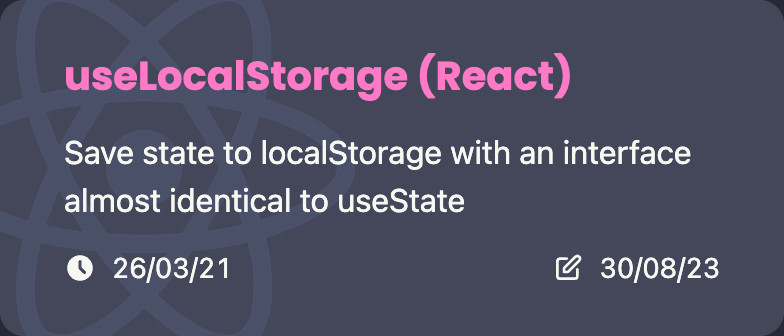 useLocalStorage (React)
Save state to localStorage with an interface
almost identical to useState
26/03/21 30/08/23